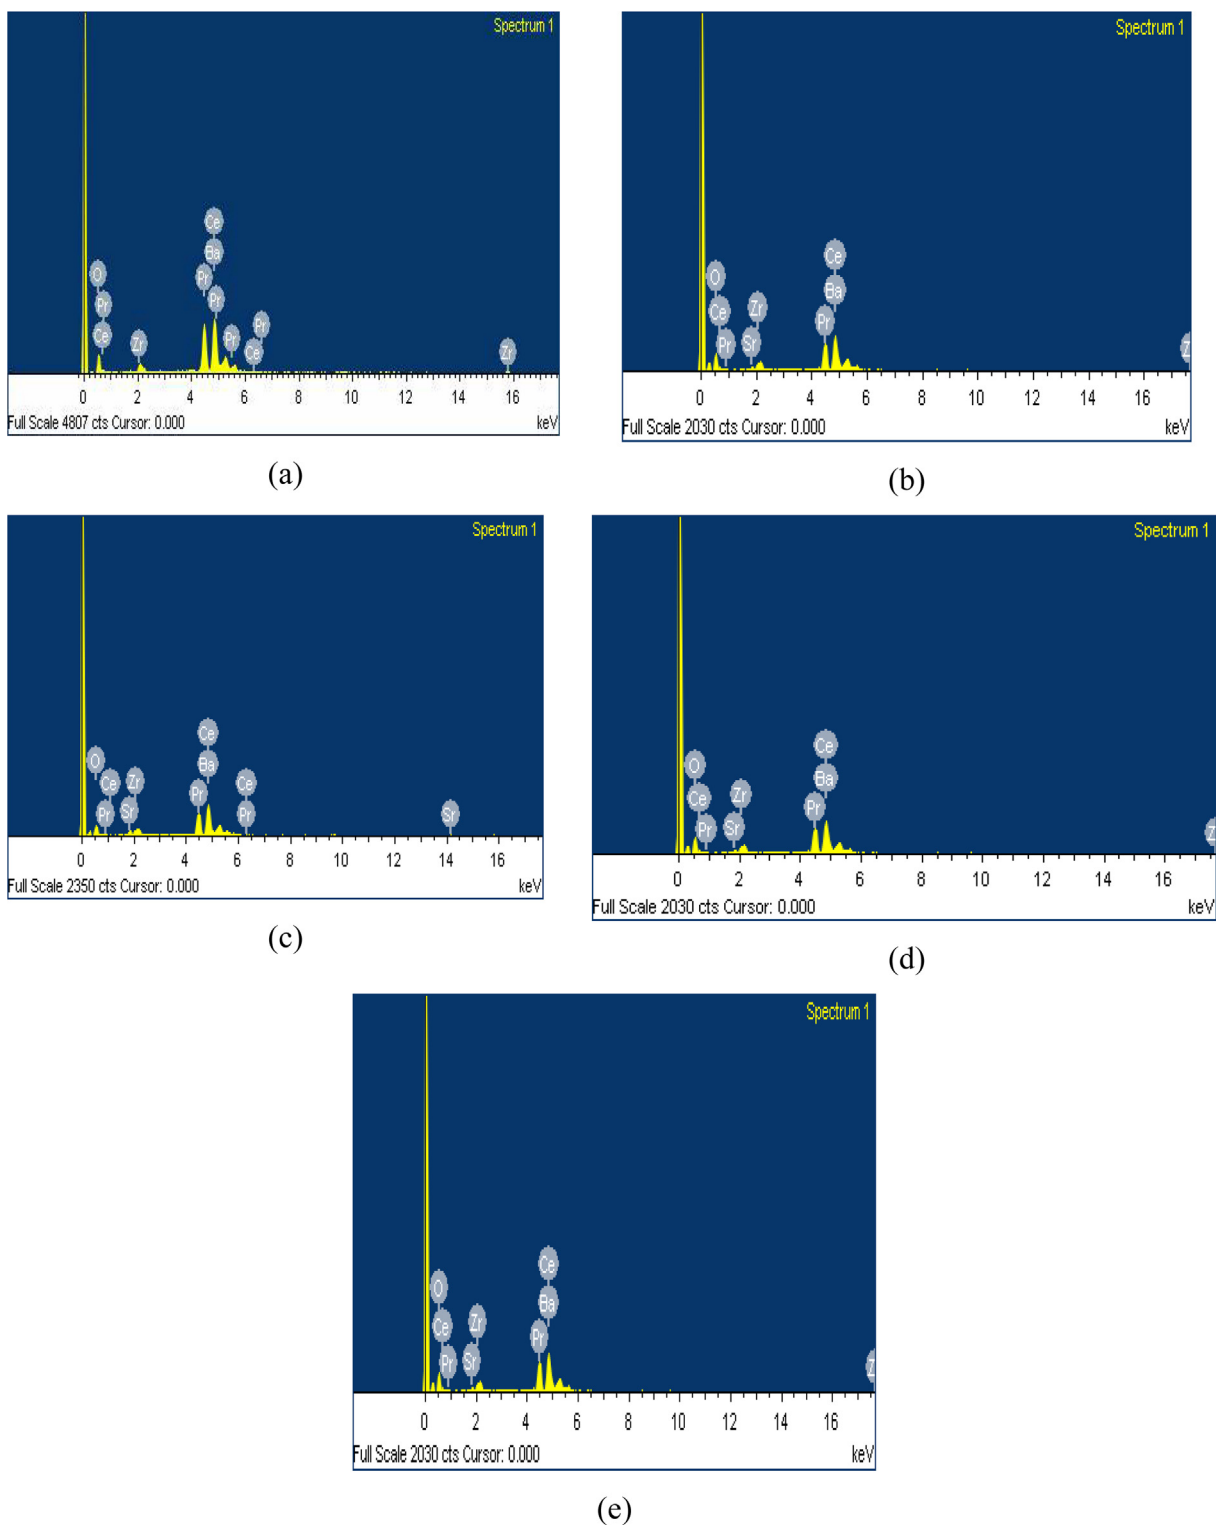 Spectrum 1
Ce
Ba
O
Pr
Pr
Pr
Pr
Pr
Ce
Zr
Ce
Zr
0 2 4 6 8 10 12 14 16
Full Scale 4807 cts Cursor: 0.000 keV
(a)
Spectrum 1
Ce
O
Ba
Zr
Ce
Pr
Pr
Sr
Z
0 2 4 6 8 10 12 14 16
Full Scale 2030 cts Cursor: 0.000 keV
(b)
Spectrum 1
Ce
O
Ba
Ce
Zr
Ce
Pr
Pr
Sr
Pr
Sr
0 2 4 6 8 10 12 14 16
Full Scale 2350 cts Cursor: 0.000 keV
(c)
Spectrum 1
Ce
O
Ba
Ce
Zr
Pr
Pr
Sr
Z
0 2 4 6 8 10 12 14 16
Full Scale 2030 cts Cursor: 0.000 keV
(d)
Spectrum 1
Ce
O
Ba
Ce
Zr
Pr
Pr
Sr
Z
0 2 4 6 8 10 12 14 16
Full Scale 2030 cts Cursor: 0.000 keV
(e)